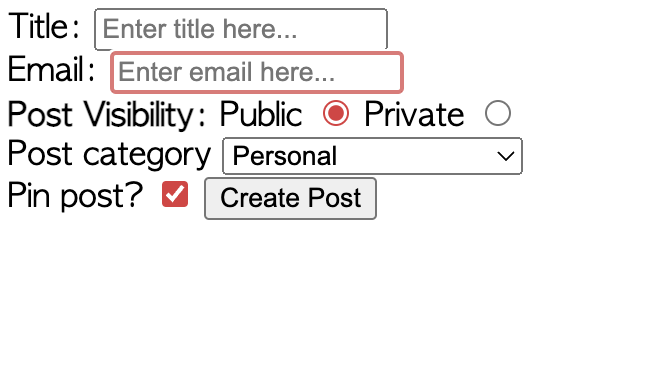 Title: Enter title here...
Email: Enter email here...
Post Visibility: Public Private
Post category Personal
Pin post? Create Post